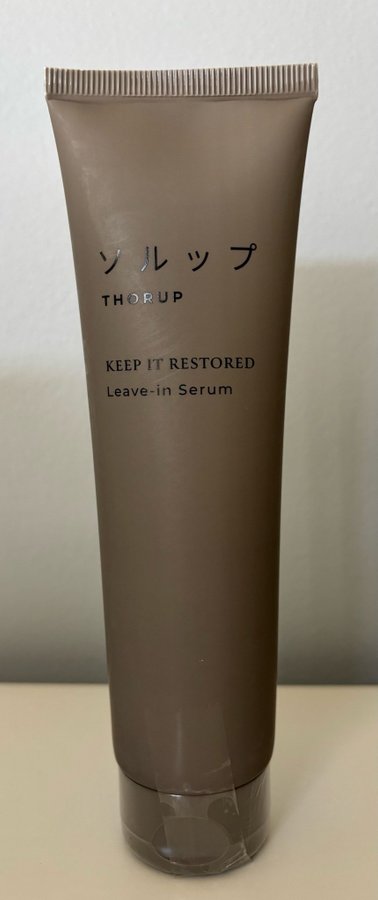 ソルップ
THORUP
KEEP IT RESTORED
Leave-in Serum